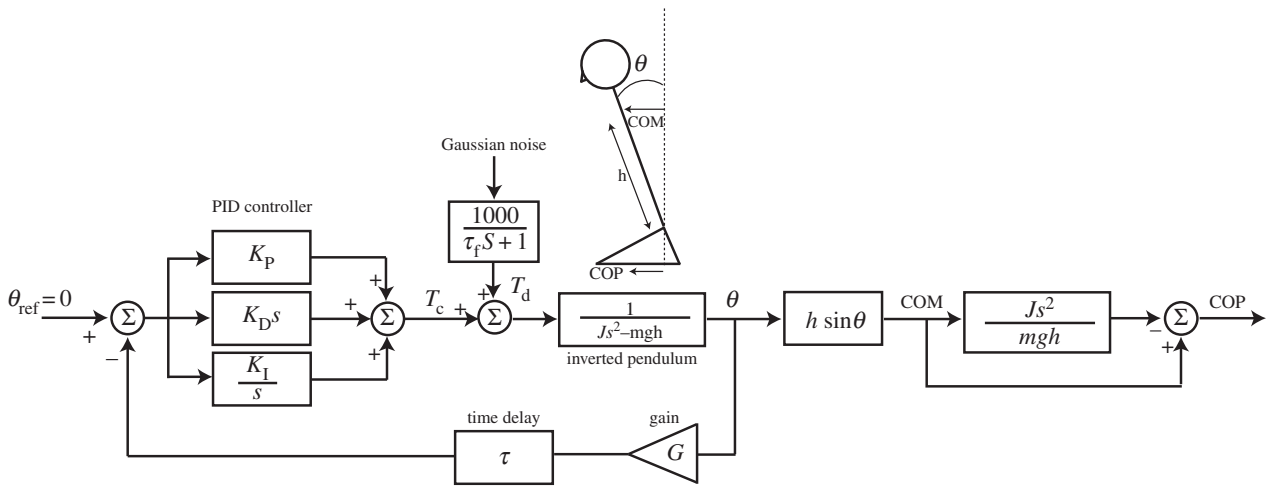 θ
COM
Gaussian noise
h
1000
τfS + 1
PID controller
KP
COP
θref = 0
+
−
Σ
KDs
KI
s
+
+
+
Σ
Tc
+
+
Td
Σ
1
Js²–mgh
inverted pendulum
θ
h sinθ
COM
Js²
mgh
−
+
Σ
COP
time delay
τ
gain
G